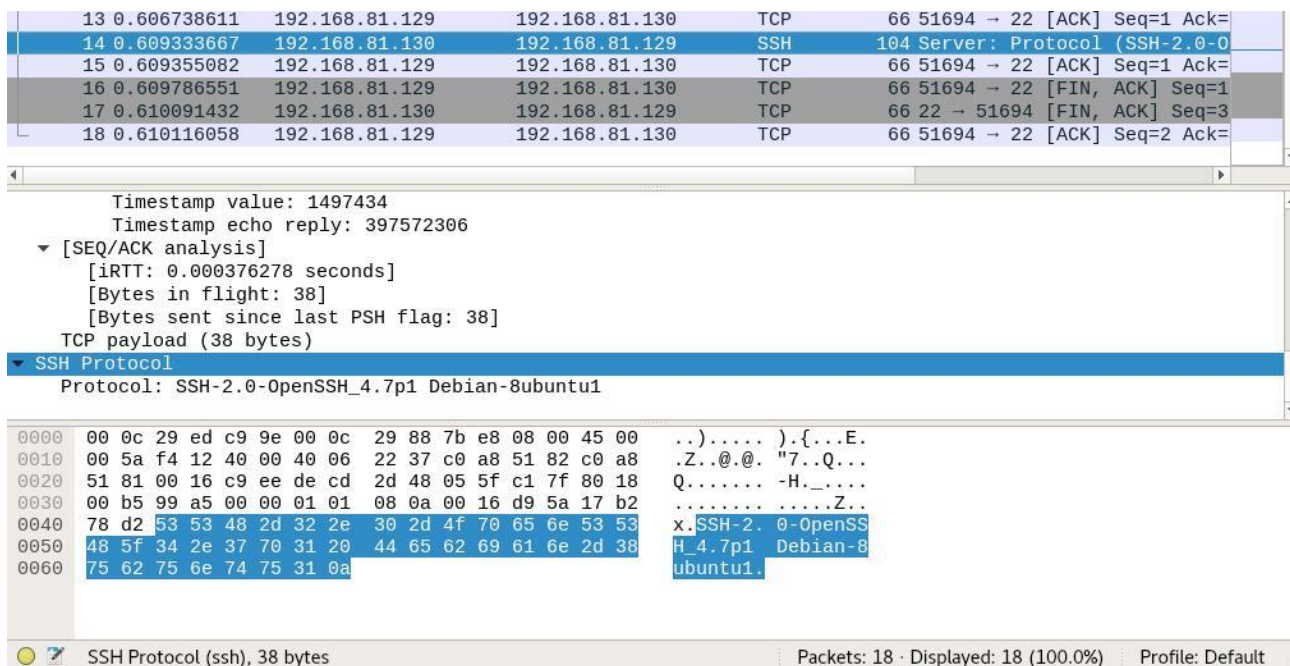 13 0.606738611 192.168.81.129 192.168.81.130 TCP 66 51694 → 22 [ACK] Seq=1 Ack=
14 0.609333667 192.168.81.130 192.168.81.129 SSH 104 Server: Protocol (SSH-2.0-O
15 0.609355082 192.168.81.129 192.168.81.130 TCP 66 51694 → 22 [ACK] Seq=1 Ack=
16 0.609786551 192.168.81.129 192.168.81.130 TCP 66 51694 → 22 [FIN, ACK] Seq=1
17 0.610091432 192.168.81.130 192.168.81.129 TCP 66 22 → 51694 [FIN, ACK] Seq=3
18 0.610116058 192.168.81.129 192.168.81.130 TCP 66 51694 → 22 [ACK] Seq=2 Ack=
Timestamp value: 1497434
Timestamp echo reply: 397572306
[SEQ/ACK analysis]
[iRTT: 0.000376278 seconds]
[Bytes in flight: 38]
[Bytes sent since last PSH flag: 38]
TCP payload (38 bytes)
SSH Protocol
Protocol: SSH-2.0-OpenSSH_4.7p1 Debian-8ubuntu1
0000 00 0c 29 ed c9 9e 00 0c 29 88 7b e8 08 00 45 00 ..)..... ).{...E.
0010 00 5a f4 12 40 00 40 06 22 37 c0 a8 51 82 c0 a8 .Z..@.@. "7..Q...
0020 51 81 00 16 c9 ee de cd 2d 48 05 5f c1 7f 80 18 Q....... -H._....
0030 00 b5 99 a5 00 00 01 01 08 0a 00 16 d9 5a 17 b2 ........ .....Z..
0040 78 d2 53 53 48 2d 32 2e 30 2d 4f 70 65 6e 53 53 x.SSH-2. 0-OpenSS
0050 48 5f 34 2e 37 70 31 20 44 65 62 69 61 6e 2d 38 H_4.7p1 Debian-8
0060 75 62 75 6e 74 75 31 0a ubuntu1.
SSH Protocol (ssh), 38 bytes Packets: 18 · Displayed: 18 (100.0%) Profile: Default